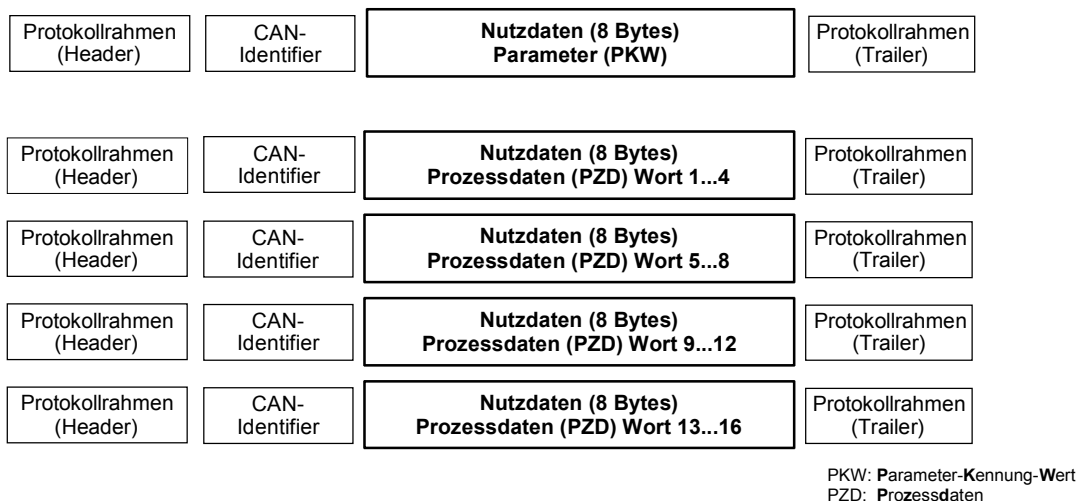 Protokollrahmen
(Header)
CAN-
Identifier
Nutzdaten (8 Bytes)
Parameter (PKW)
Protokollrahmen
(Trailer)
Protokollrahmen
(Header)
CAN-
Identifier
Nutzdaten (8 Bytes)
Prozessdaten (PZD) Wort 1...4
Protokollrahmen
(Trailer)
Protokollrahmen
(Header)
CAN-
Identifier
Nutzdaten (8 Bytes)
Prozessdaten (PZD) Wort 5...8
Protokollrahmen
(Trailer)
Protokollrahmen
(Header)
CAN-
Identifier
Nutzdaten (8 Bytes)
Prozessdaten (PZD) Wort 9...12
Protokollrahmen
(Trailer)
Protokollrahmen
(Header)
CAN-
Identifier
Nutzdaten (8 Bytes)
Prozessdaten (PZD) Wort 13...16
Protokollrahmen
(Trailer)
PKW: Parameter-Kennung-Wert
PZD: Prozessdaten